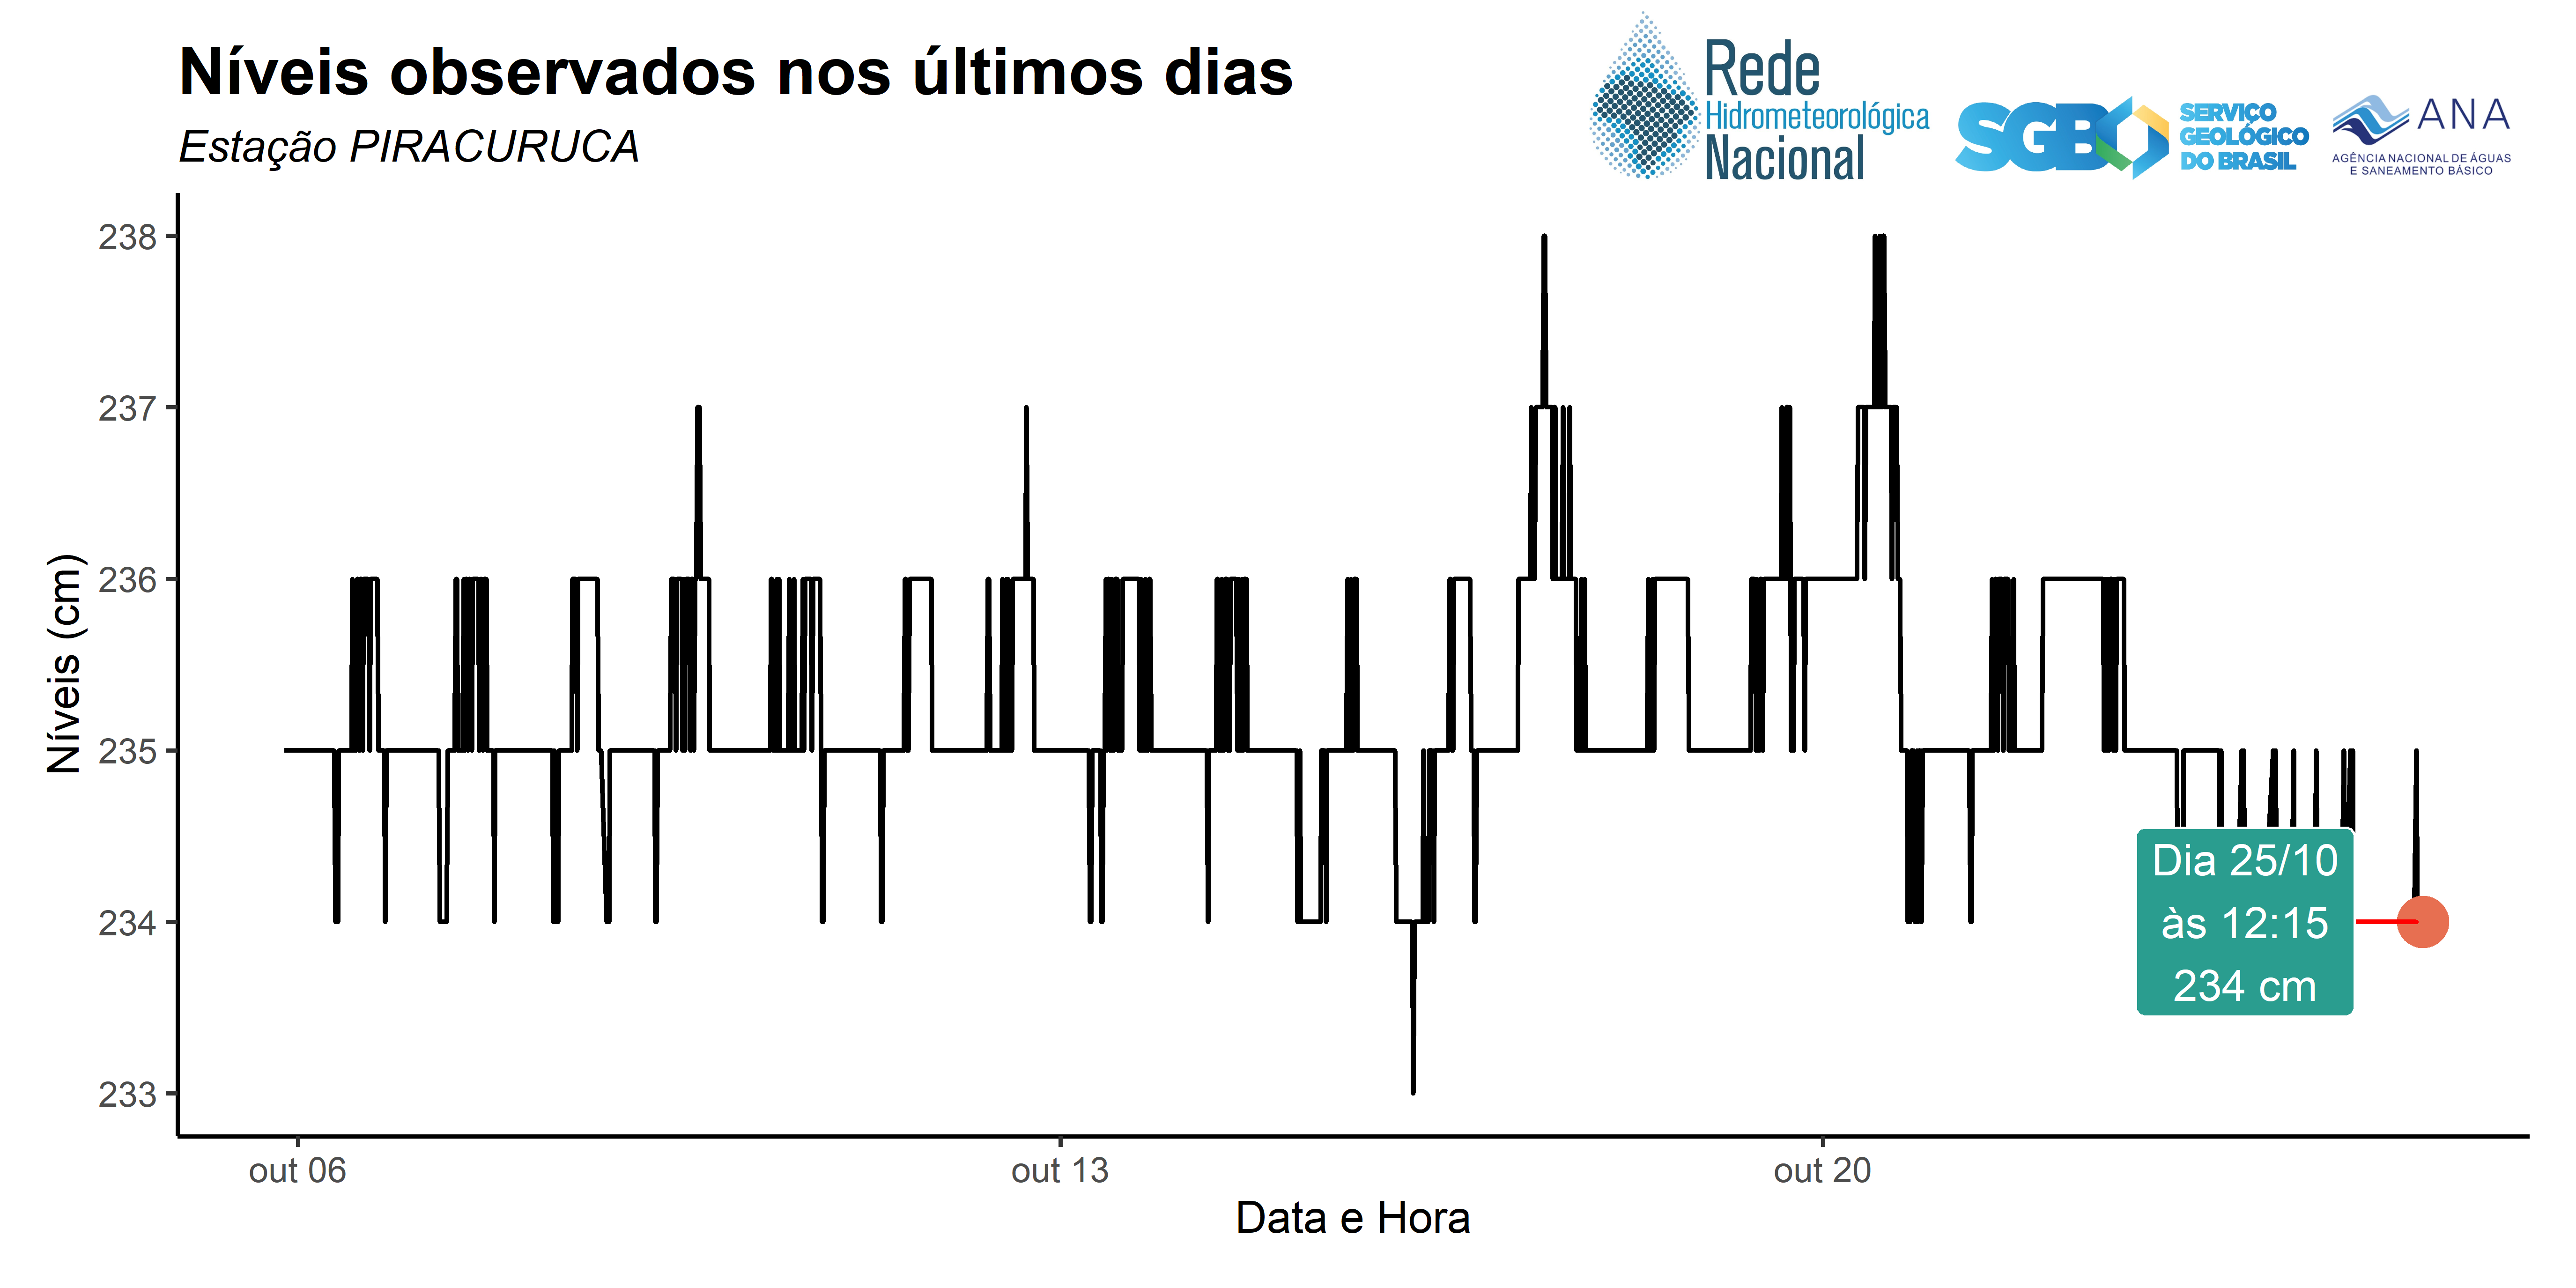 Níveis observados nos últimos dias
Estação PIRACURUCA
Rede
Hidrometeorológica
Nacional
SGB
SERVIÇO
GEOLÓGICO
DO BRASIL
ANA
AGÊNCIA NACIONAL DE ÁGUAS
E SANEAMENTO BÁSICO
Níveis (cm)
238
237
236
235
234
233
Dia 25/10
às 12:15
234 cm
out 06
out 13
out 20
Data e Hora